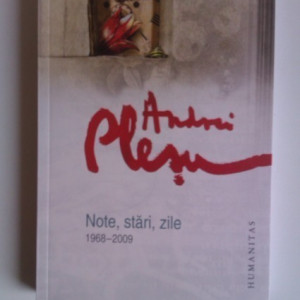 Andrei
Pleșu
Note, stări, zile
1968–2009
HUMANITAS